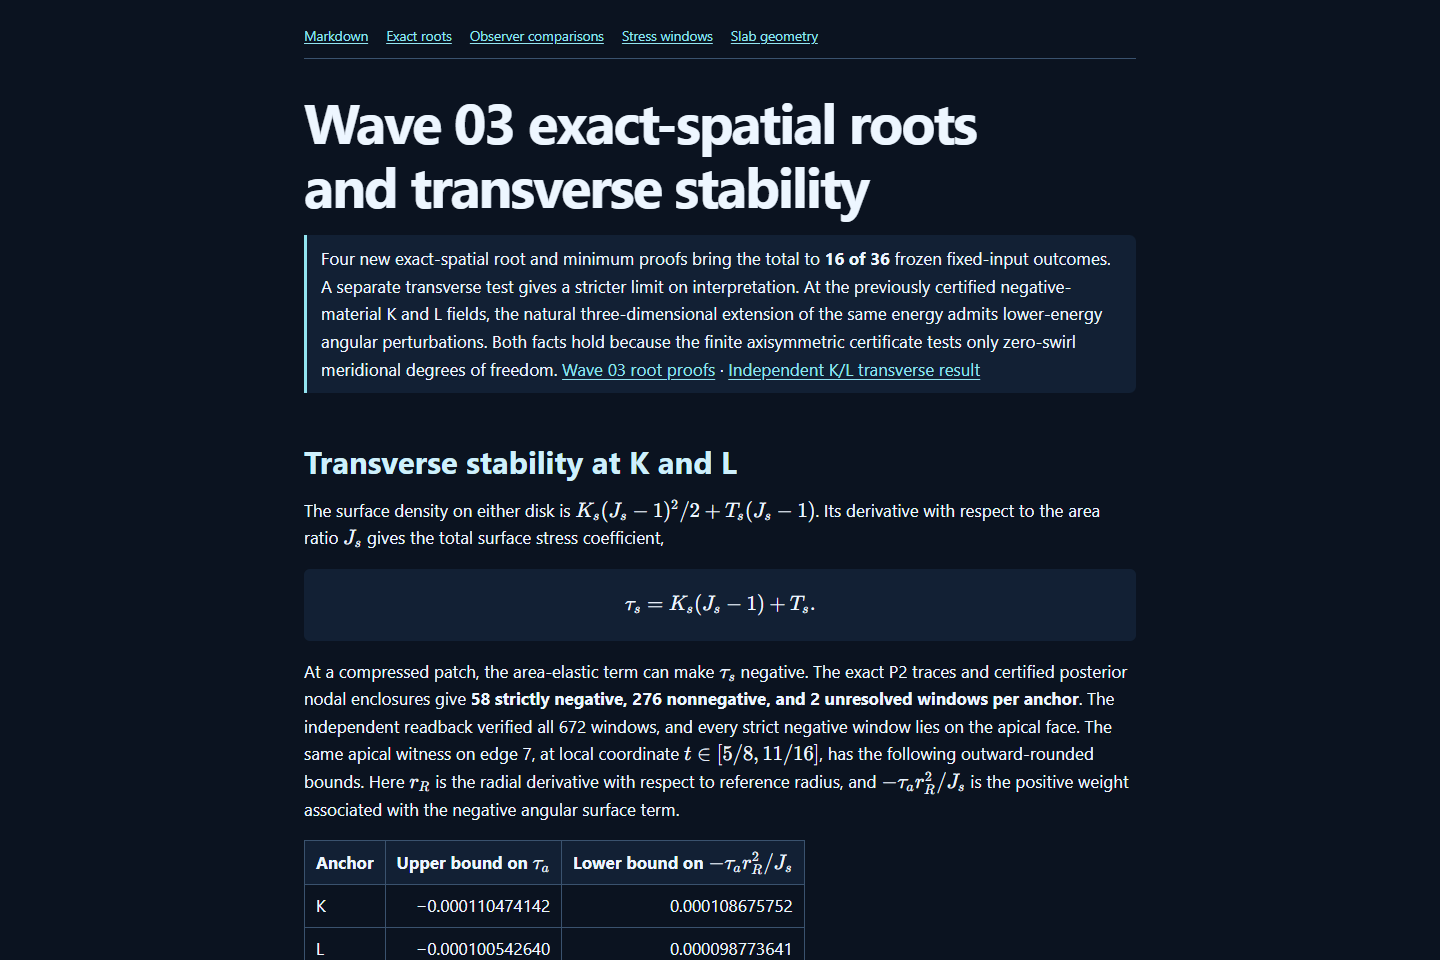 Markdown Exact roots Observer comparisons Stress windows Slab geometry
Wave 03 exact-spatial roots
and transverse stability
Four new exact-spatial root and minimum proofs bring the total to 16 of 36 frozen fixed-input outcomes.
A separate transverse test gives a stricter limit on interpretation. At the previously certified negative-
material K and L fields, the natural three-dimensional extension of the same energy admits lower-energy
angular perturbations. Both facts hold because the finite axisymmetric certificate tests only zero-swirl
meridional degrees of freedom. Wave 03 root proofs · Independent K/L transverse result
Transverse stability at K and L
The surface density on either disk is K_s(J_s − 1)²/2 + T_s(J_s − 1). Its derivative with respect to the area
ratio J_s gives the total surface stress coefficient,
τ_s = K_s(J_s − 1) + T_s.
At a compressed patch, the area-elastic term can make τ_s negative. The exact P2 traces and certified posterior
nodal enclosures give 58 strictly negative, 276 nonnegative, and 2 unresolved windows per anchor. The
independent readback verified all 672 windows, and every strict negative window lies on the apical face. The
same apical witness on edge 7, at local coordinate t ∈ [5/8, 11/16], has the following outward-rounded
bounds. Here r_R is the radial derivative with respect to reference radius, and −τ_a r_R²/J_s is the positive weight
associated with the negative angular surface term.
Anchor Upper bound on τ_a Lower bound on −τ_a r_R²/J_s
K −0.000110474142 0.000108675752
L −0.000100542640 0.000098773641